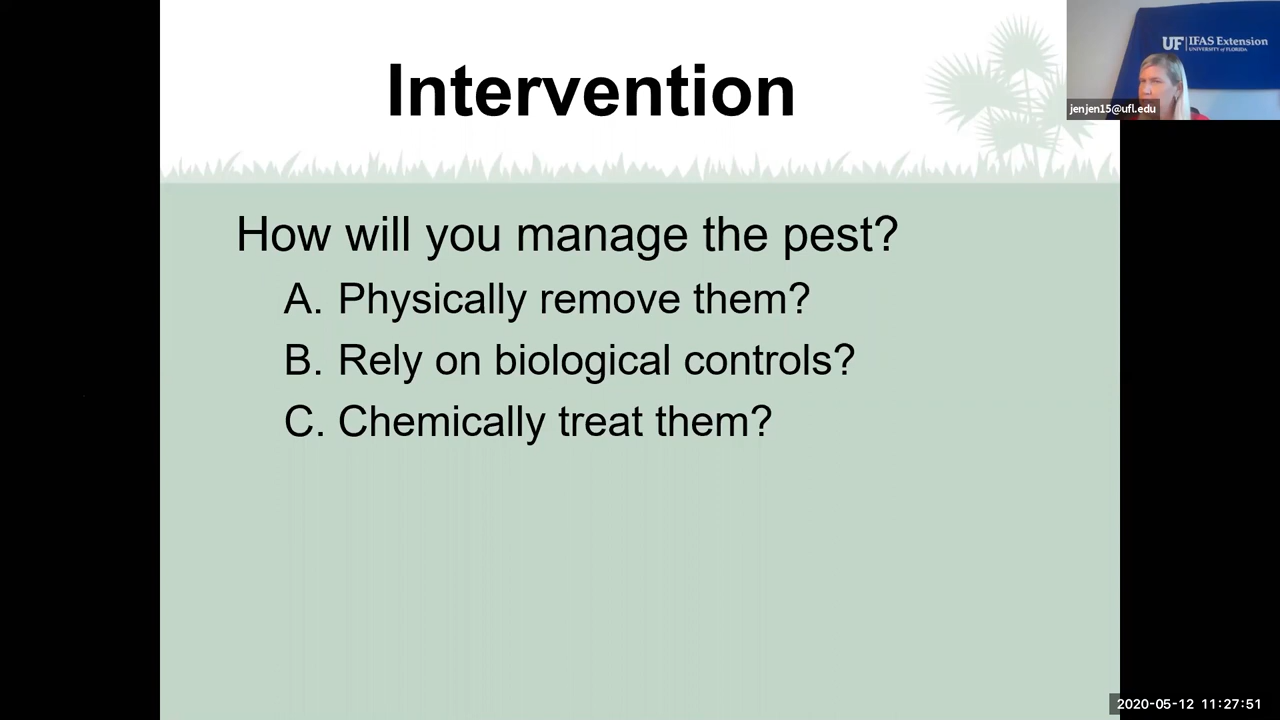 Intervention
UF IFAS Extension
UNIVERSITY of FLORIDA
jenjen15@ufl.edu
How will you manage the pest?
A. Physically remove them?
B. Rely on biological controls?
C. Chemically treat them?
2020-05-12 11:27:51